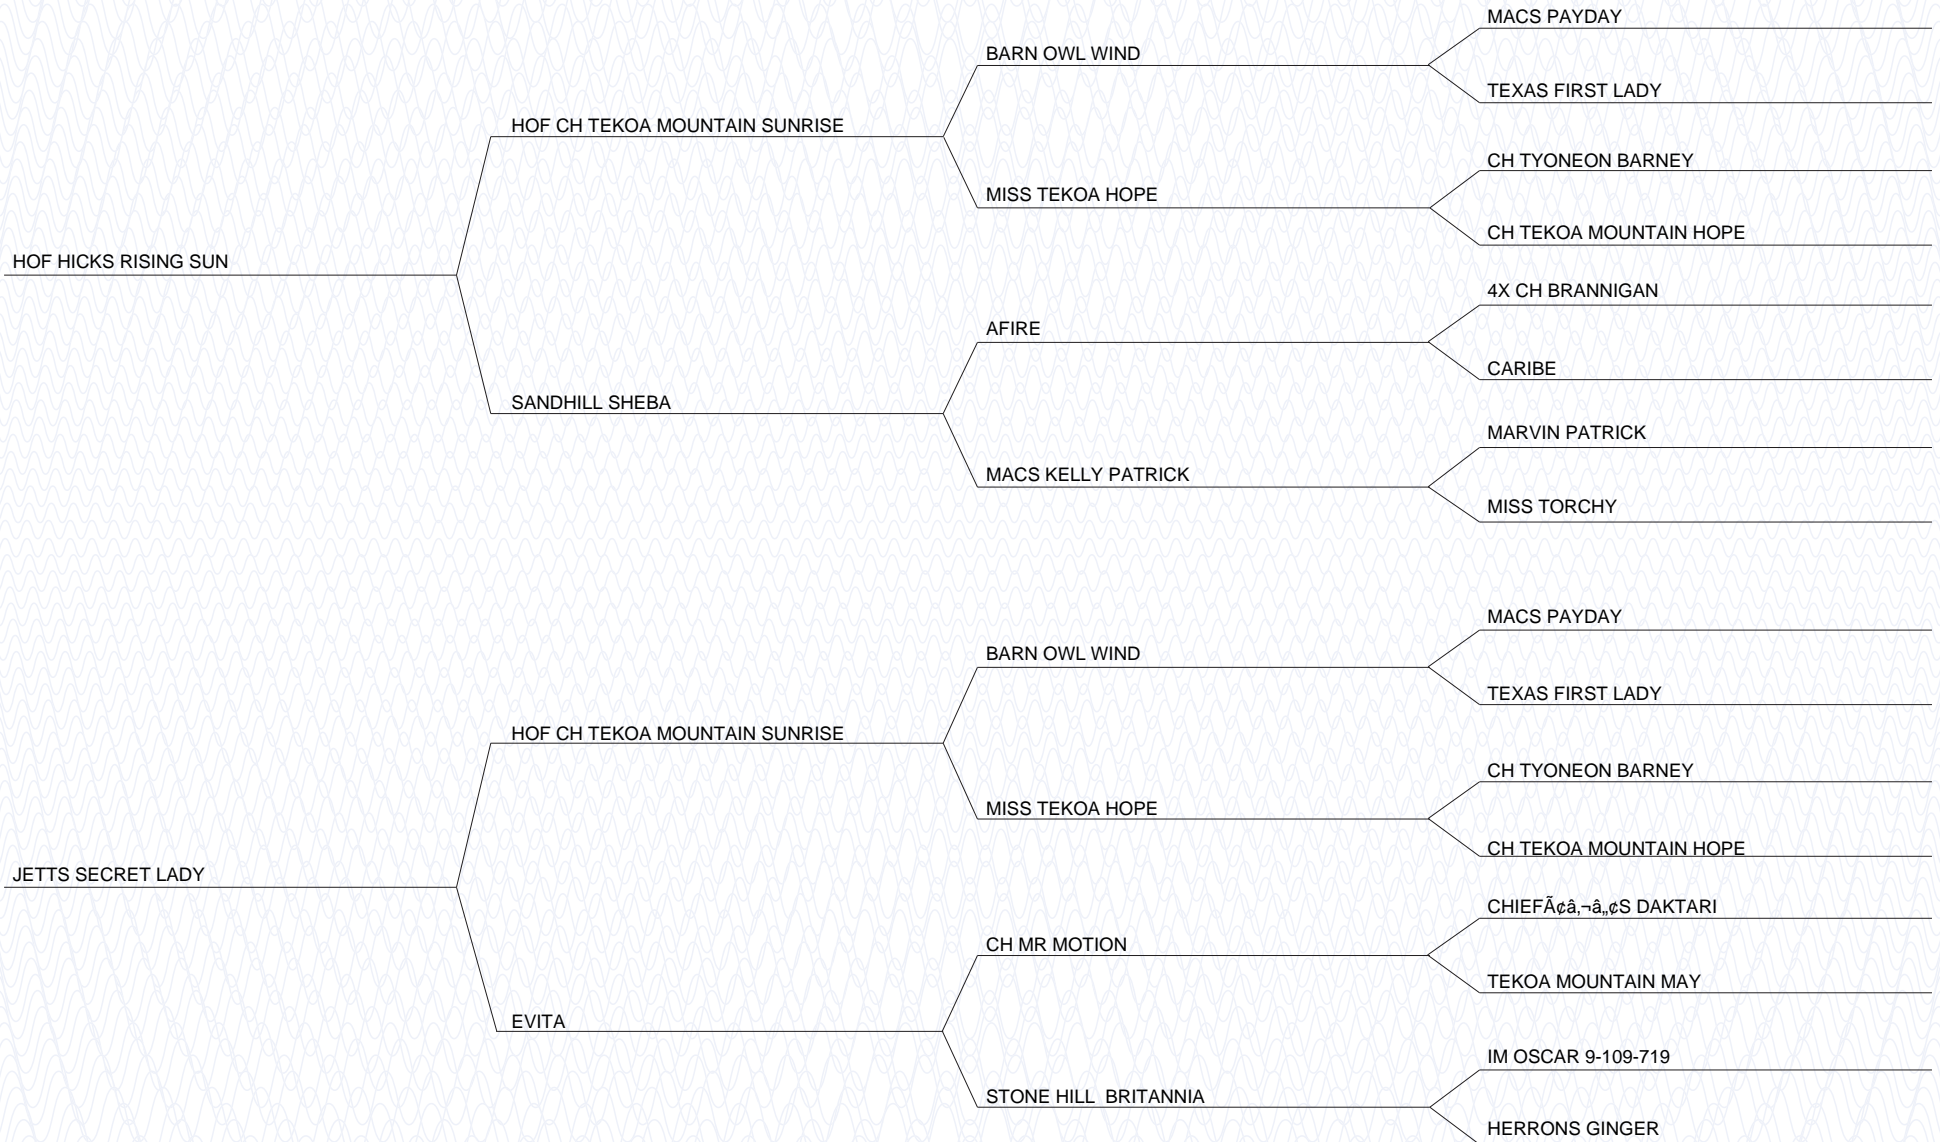 MACS PAYDAY
BARN OWL WIND
TEXAS FIRST LADY
HOF CH TEKOA MOUNTAIN SUNRISE
CH TYONEON BARNEY
MISS TEKOA HOPE
CH TEKOA MOUNTAIN HOPE
HOF HICKS RISING SUN
4X CH BRANNIGAN
AFIRE
CARIBE
SANDHILL SHEBA
MARVIN PATRICK
MACS KELLY PATRICK
MISS TORCHY
MACS PAYDAY
BARN OWL WIND
TEXAS FIRST LADY
HOF CH TEKOA MOUNTAIN SUNRISE
CH TYONEON BARNEY
MISS TEKOA HOPE
CH TEKOA MOUNTAIN HOPE
JETTS SECRET LADY
CHIEFÃ¢â‚¬â„¢S DAKTARI
CH MR MOTION
TEKOA MOUNTAIN MAY
EVITA
IM OSCAR 9-109-719
STONE HILL  BRITANNIA
HERRONS GINGER